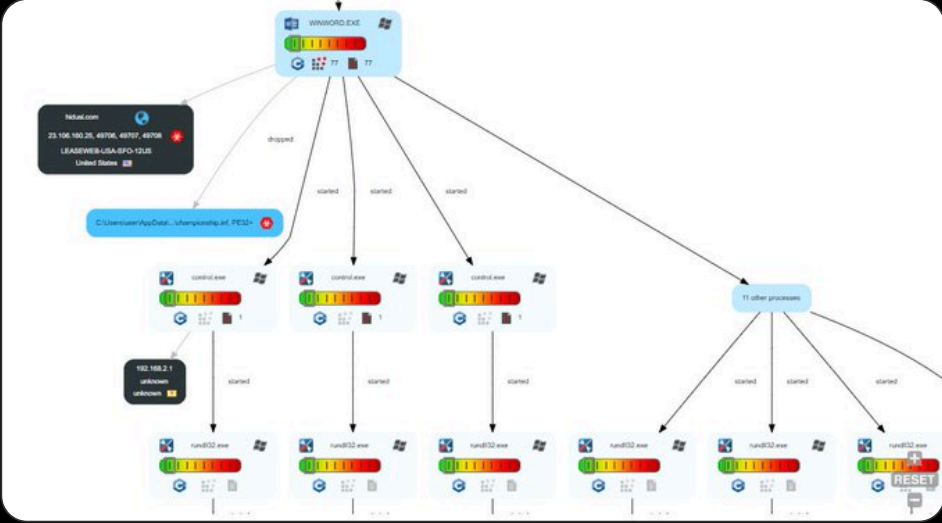 WINWORD.EXE
77 77
hidusi.com
23.106.160.25, 49706, 49707, 49708
LEASEWEB-USA-SFO-12US
United States
dropped
started started started
C:\Users\user\AppData\...\championship.inf, PE32+
control.exe control.exe control.exe
1 1 1
11 other processes
192.168.2.1
unknown
unknown
started started started started started started
rundll32.exe rundll32.exe rundll32.exe rundll32.exe rundll32.exe rundll32.exe
RESET